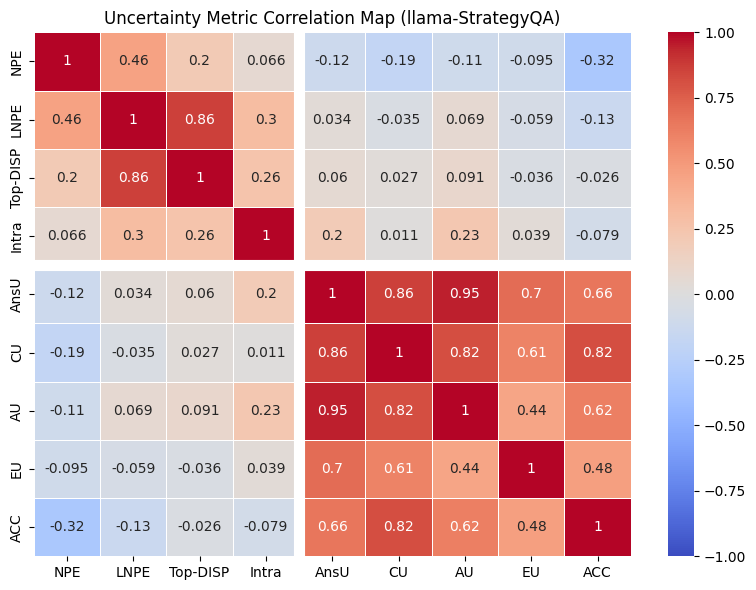 Uncertainty Metric Correlation Map (llama-StrategyQA)
NPE 1 0.46 0.2 0.066 -0.12 -0.19 -0.11 -0.095 -0.32
LNPE 0.46 1 0.86 0.3 0.034 -0.035 0.069 -0.059 -0.13
Top-DISP 0.2 0.86 1 0.26 0.06 0.027 0.091 -0.036 -0.026
Intra 0.066 0.3 0.26 1 0.2 0.011 0.23 0.039 -0.079
AnsU -0.12 0.034 0.06 0.2 1 0.86 0.95 0.7 0.66
CU -0.19 -0.035 0.027 0.011 0.86 1 0.82 0.61 0.82
AU -0.11 0.069 0.091 0.23 0.95 0.82 1 0.44 0.62
EU -0.095 -0.059 -0.036 0.039 0.7 0.61 0.44 1 0.48
ACC -0.32 -0.13 -0.026 -0.079 0.66 0.82 0.62 0.48 1
NPE LNPE Top-DISP Intra AnsU CU AU EU ACC
1.00
0.75
0.50
0.25
0.00
−0.25
−0.50
−0.75
−1.00